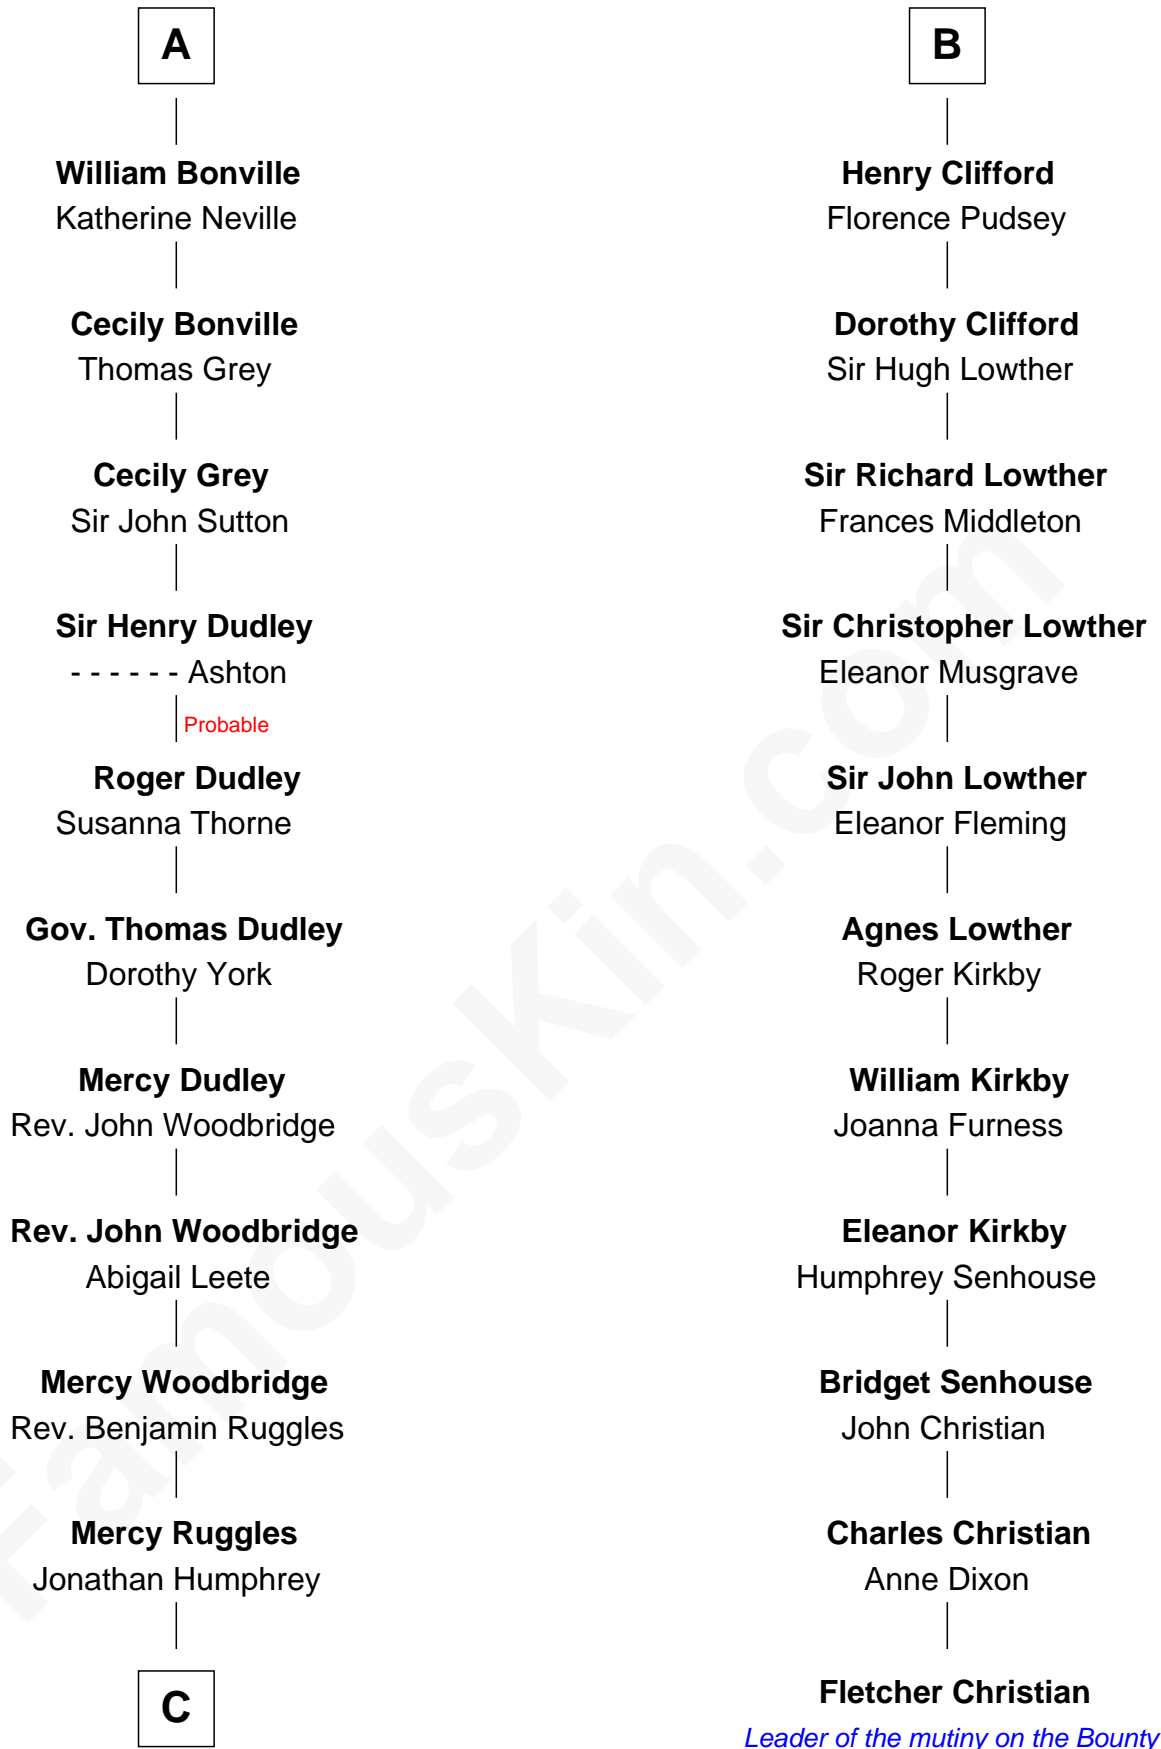 A
William Bonville
Katherine Neville
Cecily Bonville
Thomas Grey
Cecily Grey
Sir John Sutton
Sir Henry Dudley
- - - - - - Ashton
Probable
Roger Dudley
Susanna Thorne
Gov. Thomas Dudley
Dorothy York
Mercy Dudley
Rev. John Woodbridge
Rev. John Woodbridge
Abigail Leete
Mercy Woodbridge
Rev. Benjamin Ruggles
Mercy Ruggles
Jonathan Humphrey
C
B
Henry Clifford
Florence Pudsey
Dorothy Clifford
Sir Hugh Lowther
Sir Richard Lowther
Frances Middleton
Sir Christopher Lowther
Eleanor Musgrave
Sir John Lowther
Eleanor Fleming
Agnes Lowther
Roger Kirkby
William Kirkby
Joanna Furness
Eleanor Kirkby
Humphrey Senhouse
Bridget Senhouse
John Christian
Charles Christian
Anne Dixon
Fletcher Christian
Leader of the mutiny on the Bounty
FamousKin.com